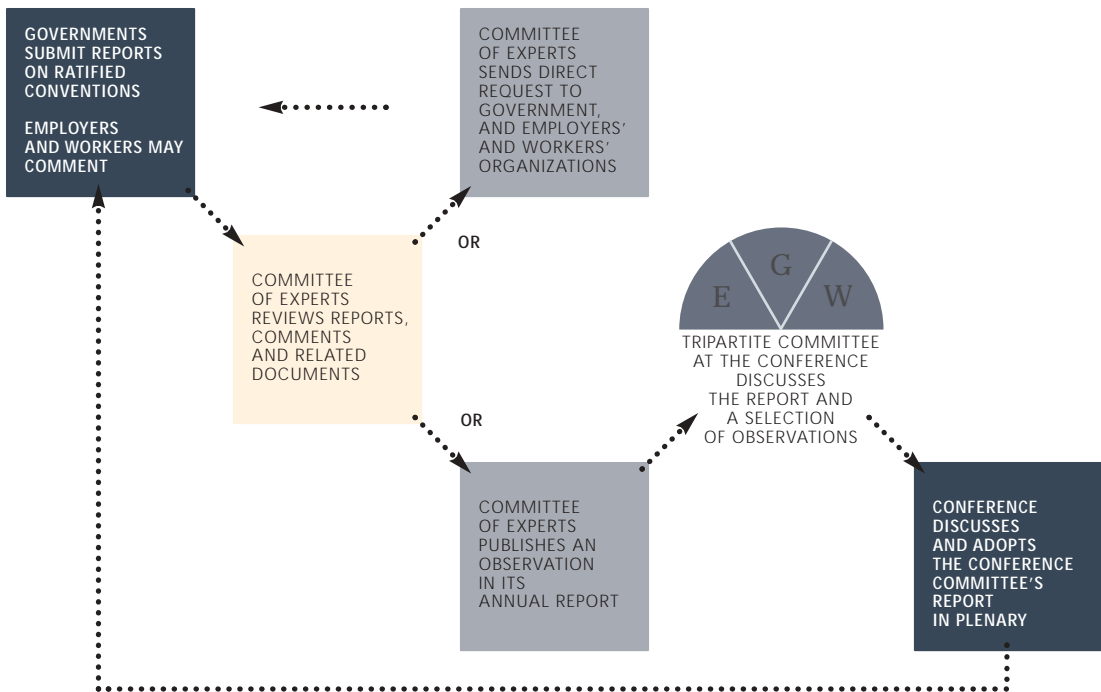 GOVERNMENTS
SUBMIT REPORTS
ON RATIFIED
CONVENTIONS
EMPLOYERS
AND WORKERS MAY
COMMENT
COMMITTEE
OF EXPERTS
SENDS DIRECT
REQUEST TO
GOVERNMENT,
AND EMPLOYERS’
AND WORKERS’
ORGANIZATIONS
OR
COMMITTEE
OF EXPERTS
REVIEWS REPORTS,
COMMENTS
AND RELATED
DOCUMENTS
OR
COMMITTEE
OF EXPERTS
PUBLISHES AN
OBSERVATION
IN ITS
ANNUAL REPORT
E G W
TRIPARTITE COMMITTEE
AT THE CONFERENCE
DISCUSSES
THE REPORT AND
A SELECTION
OF OBSERVATIONS
CONFERENCE
DISCUSSES
AND ADOPTS
THE CONFERENCE
COMMITTEE’S
REPORT
IN PLENARY